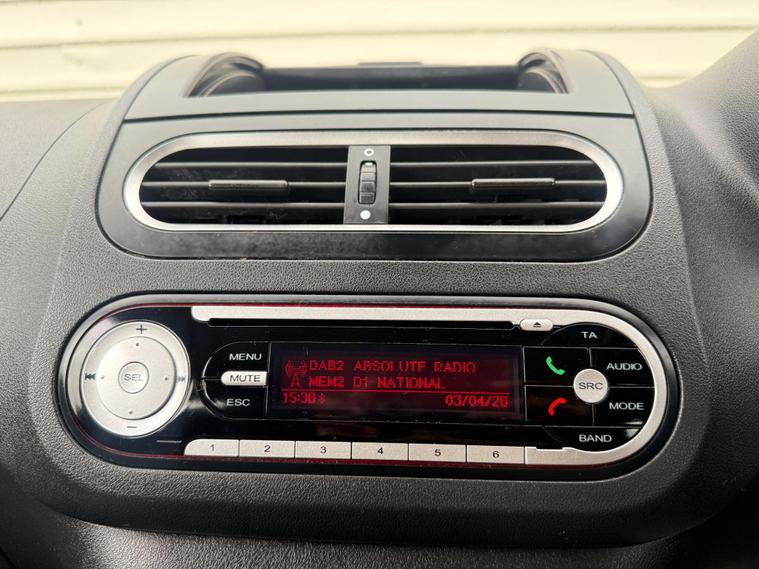 MENU
MUTE
ESC
SEL
DAB2 ABSOLUTE RADIO
MEM2 D1 NATIONAL
15:38 03/04/26
TA
AUDIO
SRC
MODE
BAND
1 2 3 4 5 6